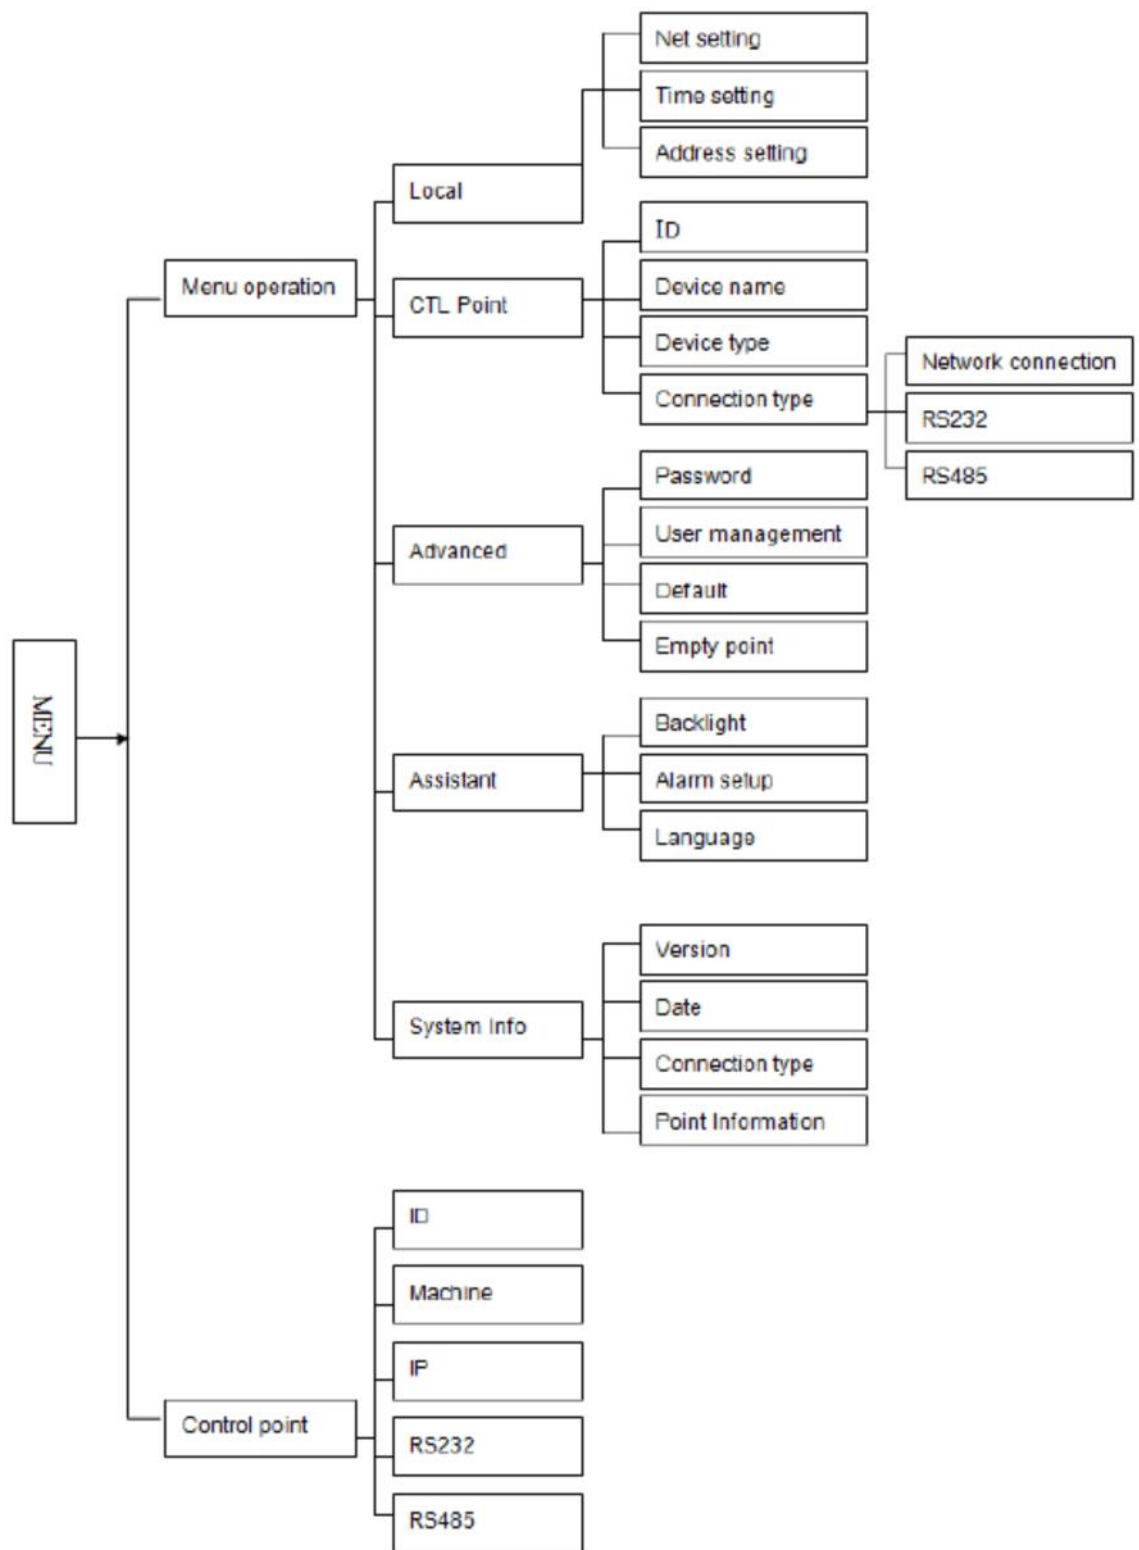 MENU
Menu operation
Local
Net setting
Time setting
Address setting
CTL Point
ID
Device name
Device type
Connection type
Network connection
RS232
RS485
Advanced
Password
User management
Default
Empty point
Assistant
Backlight
Alarm setup
Language
System Info
Version
Date
Connection type
Point Information
Control point
ID
Machine
IP
RS232
RS485